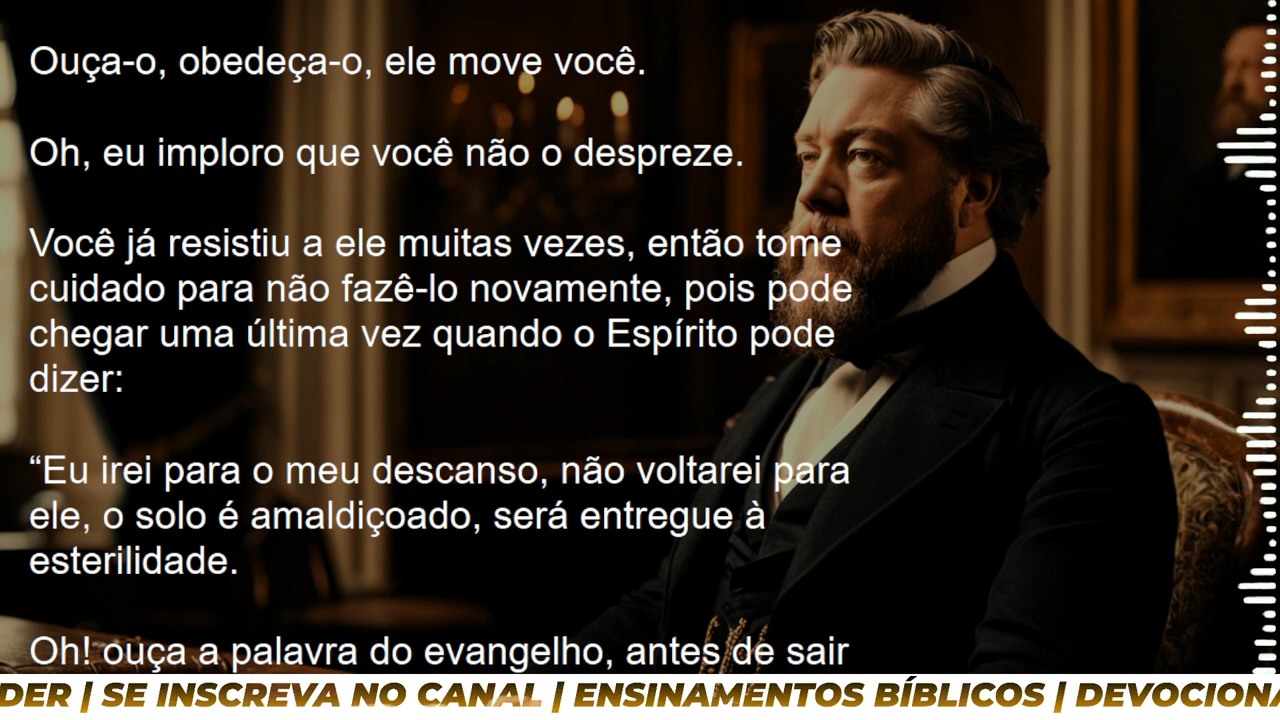 Ouça-o, obedeça-o, ele move você.
Oh, eu imploro que você não o despreze.
Você já resistiu a ele muitas vezes, então tome
cuidado para não fazê-lo novamente, pois pode
chegar uma última vez quando o Espírito pode
dizer:
“Eu irei para o meu descanso, não voltarei para
ele, o solo é amaldiçoado, será entregue à
esterilidade.
Oh! ouça a palavra do evangelho, antes de sair
DER | SE INSCREVA NO CANAL | ENSINAMENTOS BÍBLICOS | DEVOCIONA